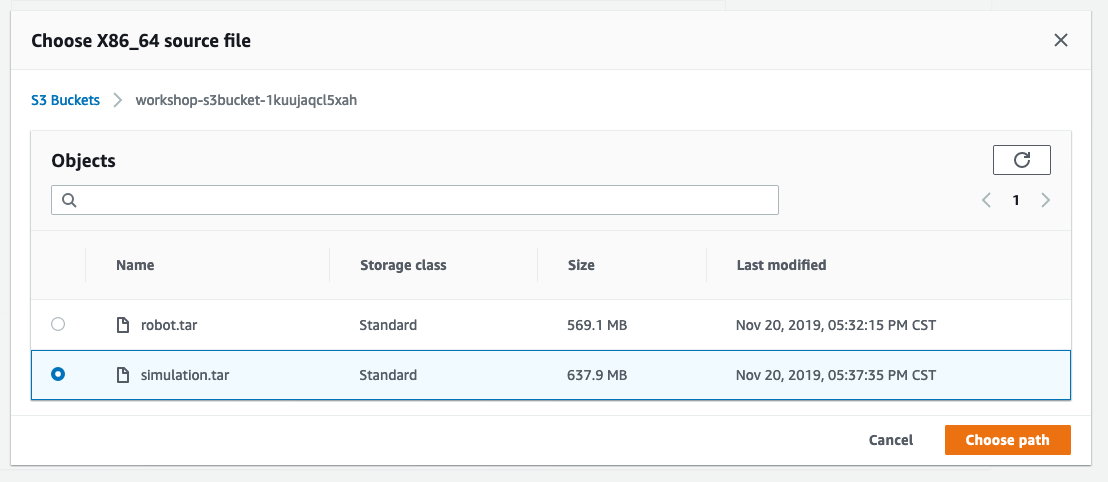 Choose X86_64 source file
S3 Buckets workshop-s3bucket-1kuujaqcl5xah
Objects
1
Name Storage class Size Last modified
robot.tar Standard 569.1 MB Nov 20, 2019, 05:32:15 PM CST
simulation.tar Standard 637.9 MB Nov 20, 2019, 05:37:35 PM CST
Cancel Choose path